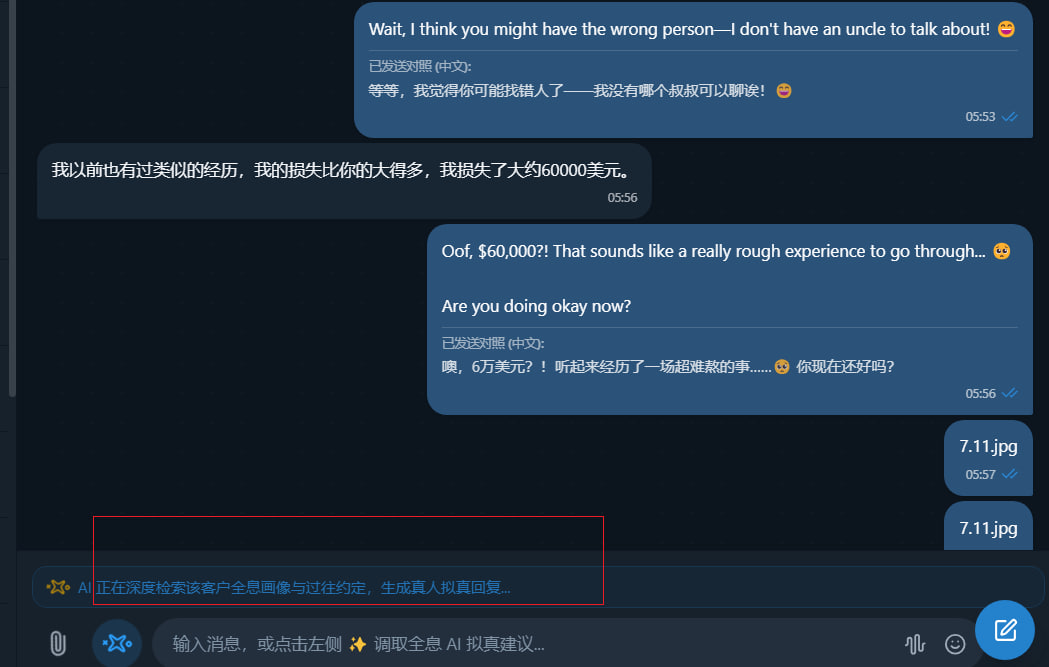 Wait, I think you might have the wrong person—I don't have an uncle to talk about! 😄
已发送对照 (中文):
等等，我觉得你可能找错人了——我没有哪个叔叔可以聊诶！😄
05:53
我以前也有过类似的经历，我的损失比你的大得多，我损失了大约60000美元。
05:56
Oof, $60,000?! That sounds like a really rough experience to go through... 🥺
Are you doing okay now?
已发送对照 (中文):
噢，6万美元？！听起来经历了一场超难熬的事......🥺 你现在还好吗?
05:56
7.11.jpg
05:57
7.11.jpg
AI 正在深度检索该客户全息画像与过往约定，生成真人拟真回复...
输入消息，或点击左侧 ✨ 调取全息 AI 拟真建议...